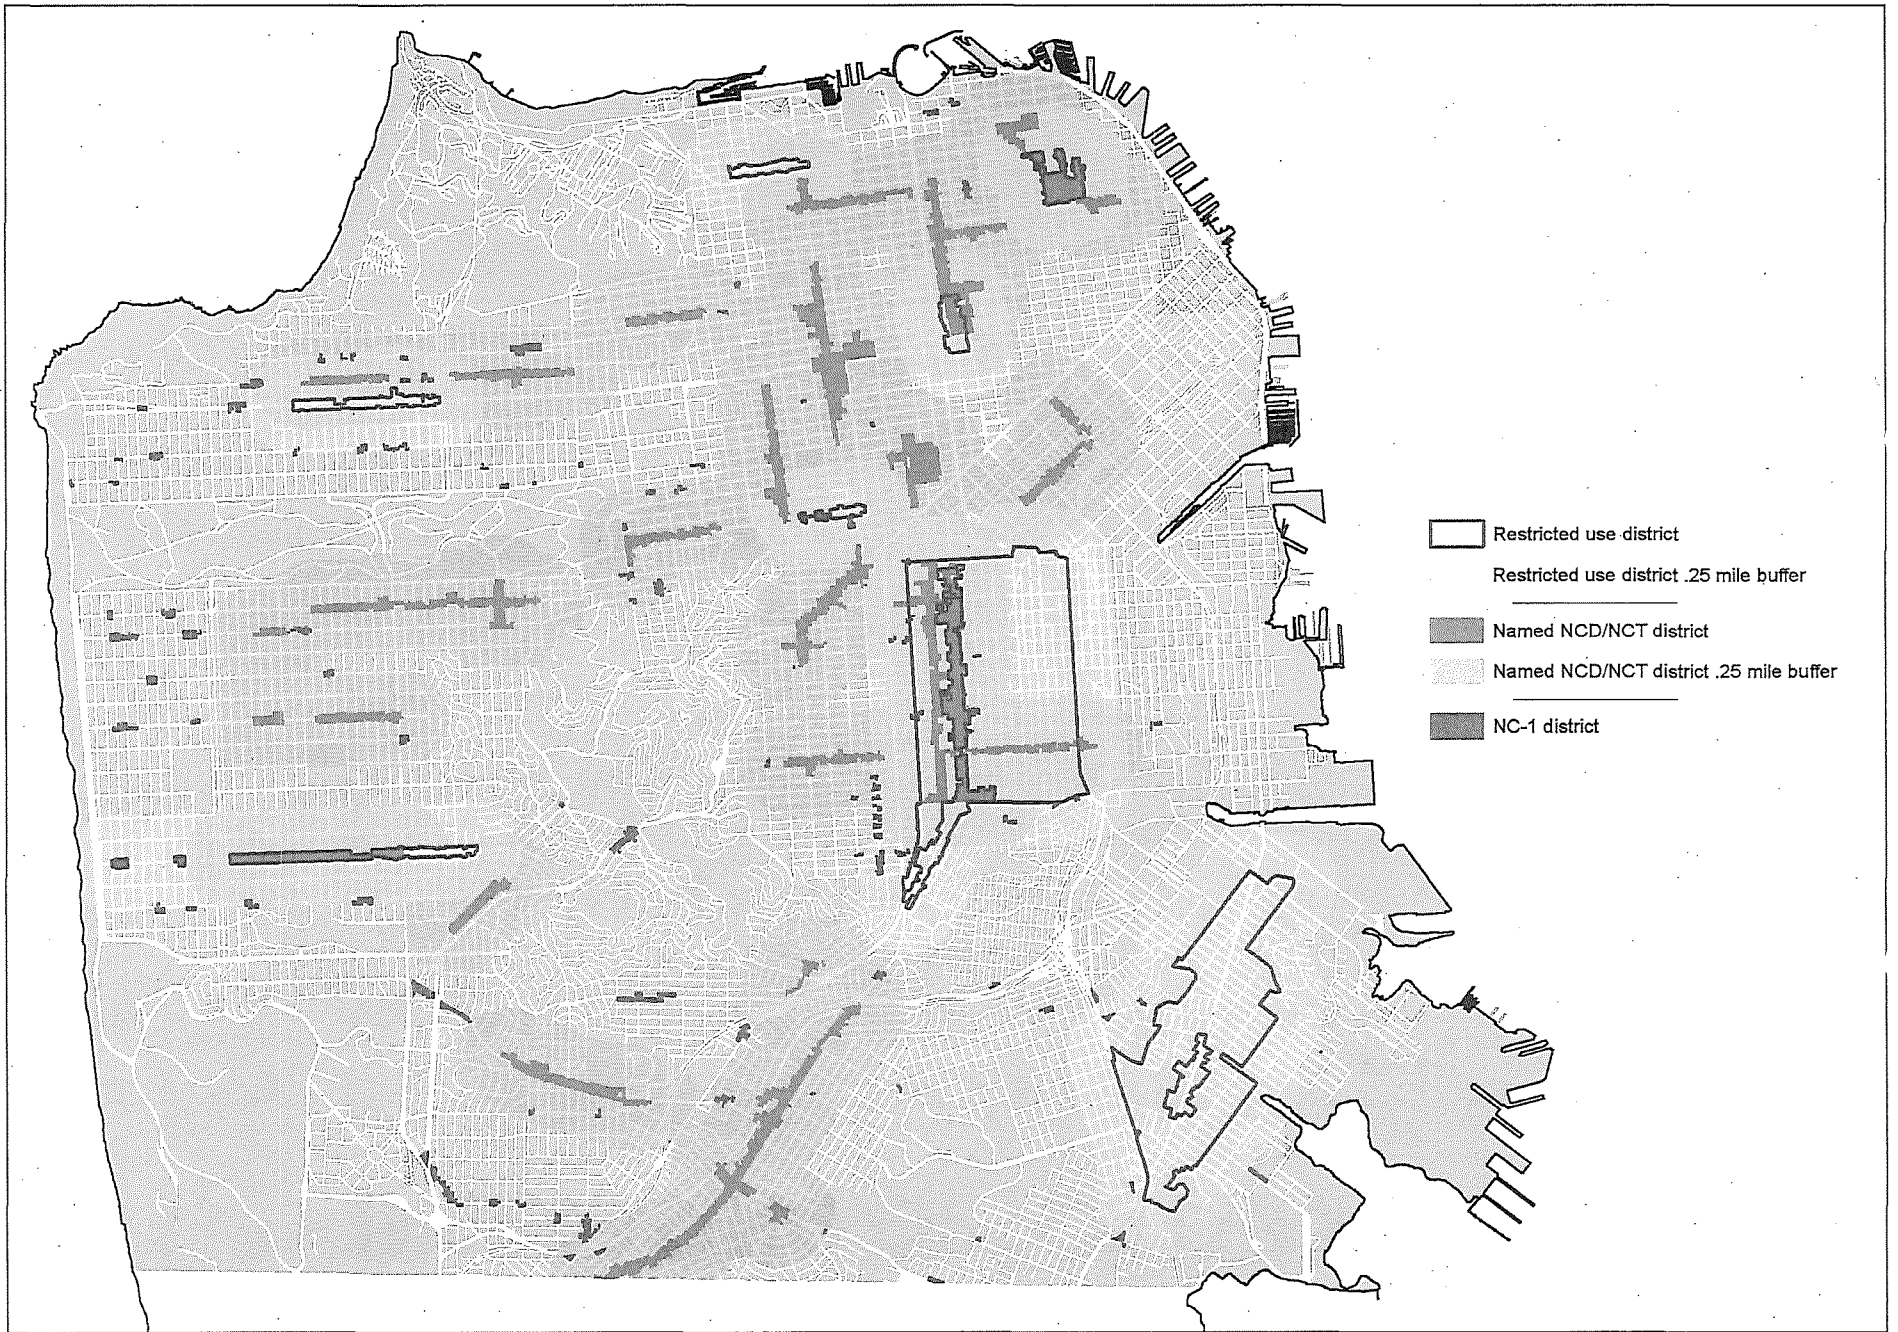 Restricted use district
Restricted use district .25 mile buffer
Named NCD/NCT district
Named NCD/NCT district .25 mile buffer
NC-1 district